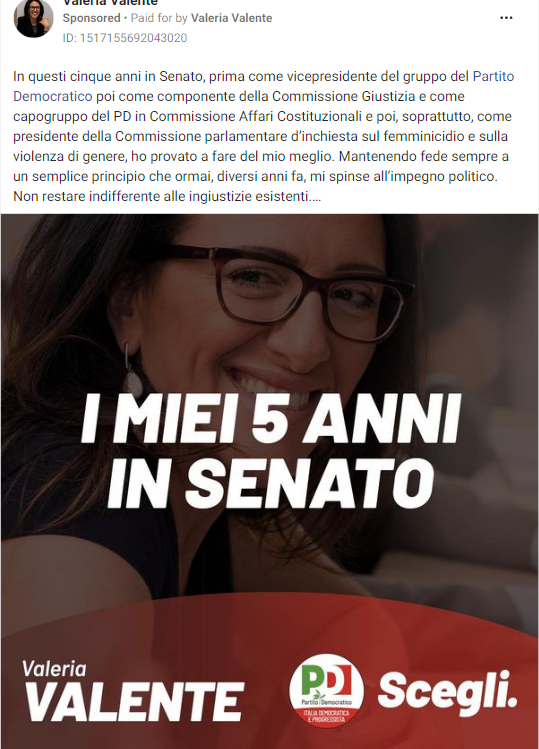 Valeria Valente
Sponsored • Paid for by Valeria Valente
ID: 1517155692043020
In questi cinque anni in Senato, prima come vicepresidente del gruppo del Partito
Democratico poi come componente della Commissione Giustizia e come
capogruppo del PD in Commissione Affari Costituzionali e poi, soprattutto, come
presidente della Commissione parlamentare d'inchiesta sul femminicidio e sulla
violenza di genere, ho provato a fare del mio meglio. Mantenendo fede sempre a
un semplice principio che ormai, diversi anni fa, mi spinse all'impegno politico.
Non restare indifferente alle ingiustizie esistenti....
I MIEI 5 ANNI
IN SENATO
Valeria
VALENTE
PD
Partito Democratico
ITALIA DEMOCRATICA
E PROGRESSISTA
Scegli.